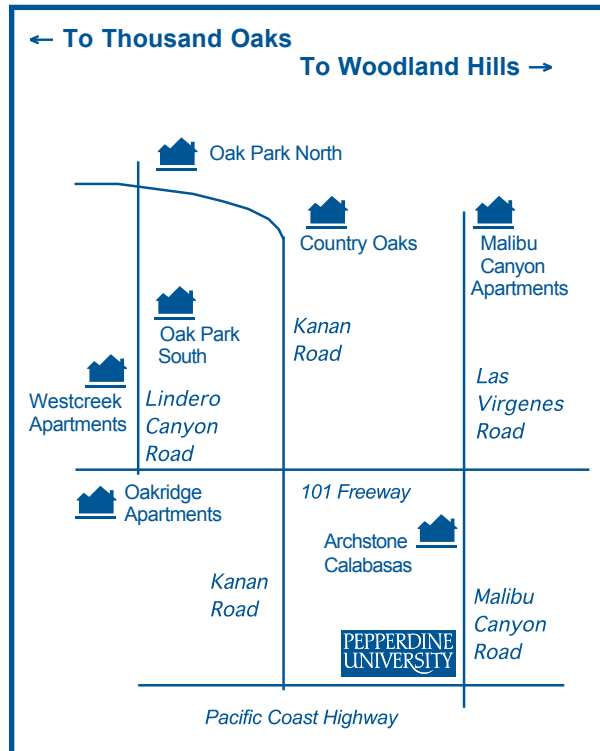 ← To Thousand Oaks
To Woodland Hills →
Oak Park North
Country Oaks
Malibu
Canyon
Apartments
Oak Park
South
Kanan
Road
Westcreek
Apartments
Lindero
Canyon
Road
Las
Virgenes
Road
Oakridge
Apartments
101 Freeway
Archstone
Calabasas
Kanan
Road
PEPPERDINE
UNIVERSITY
Malibu
Canyon
Road
Pacific Coast Highway